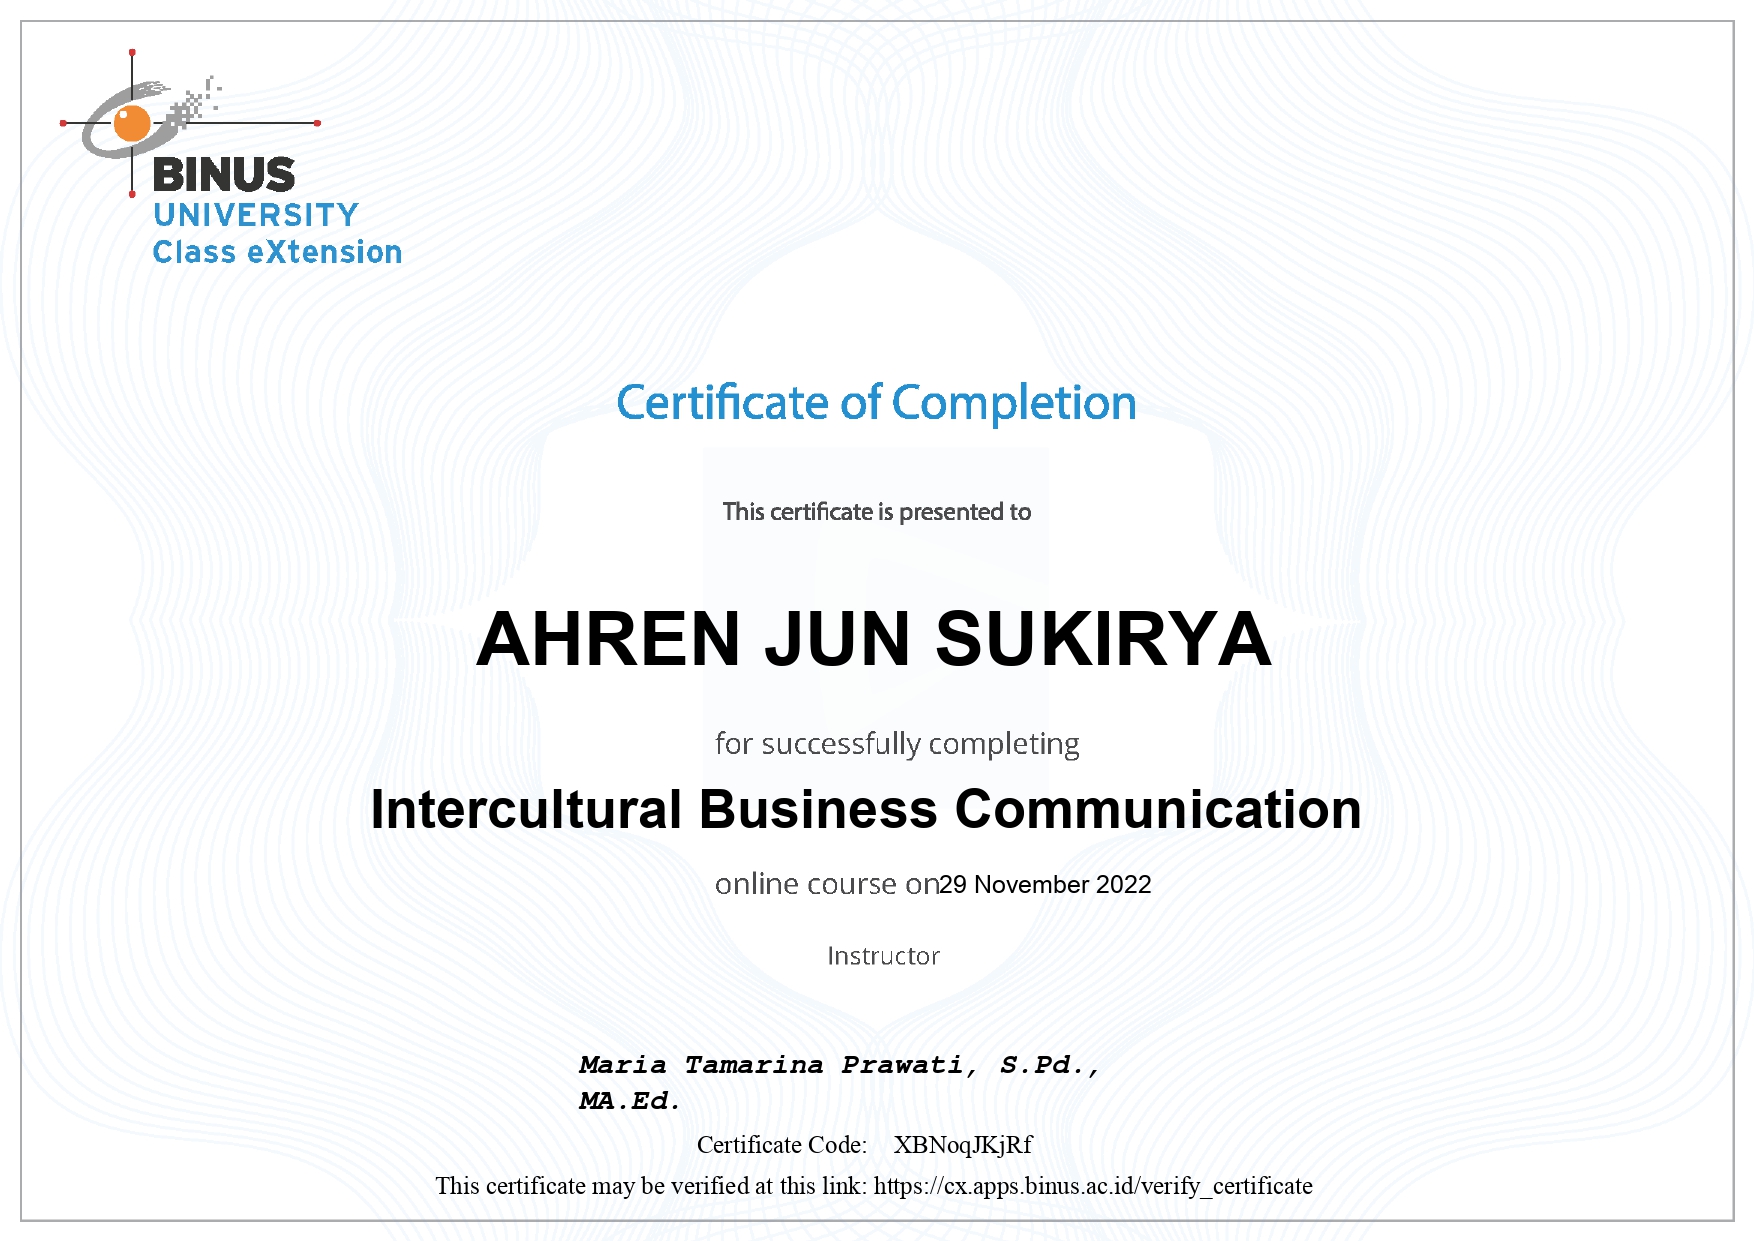 BINUS
UNIVERSITY
Class eXtension
Certificate of Completion
This certificate is presented to
AHREN JUN SUKIRYA
for successfully completing
Intercultural Business Communication
online course on29 November 2022
Instructor
Maria Tamarina Prawati, S.Pd.,
MA.Ed.
Certificate Code: XBNoqJKjRf
This certificate may be verified at this link: https://cx.apps.binus.ac.id/verify_certificate